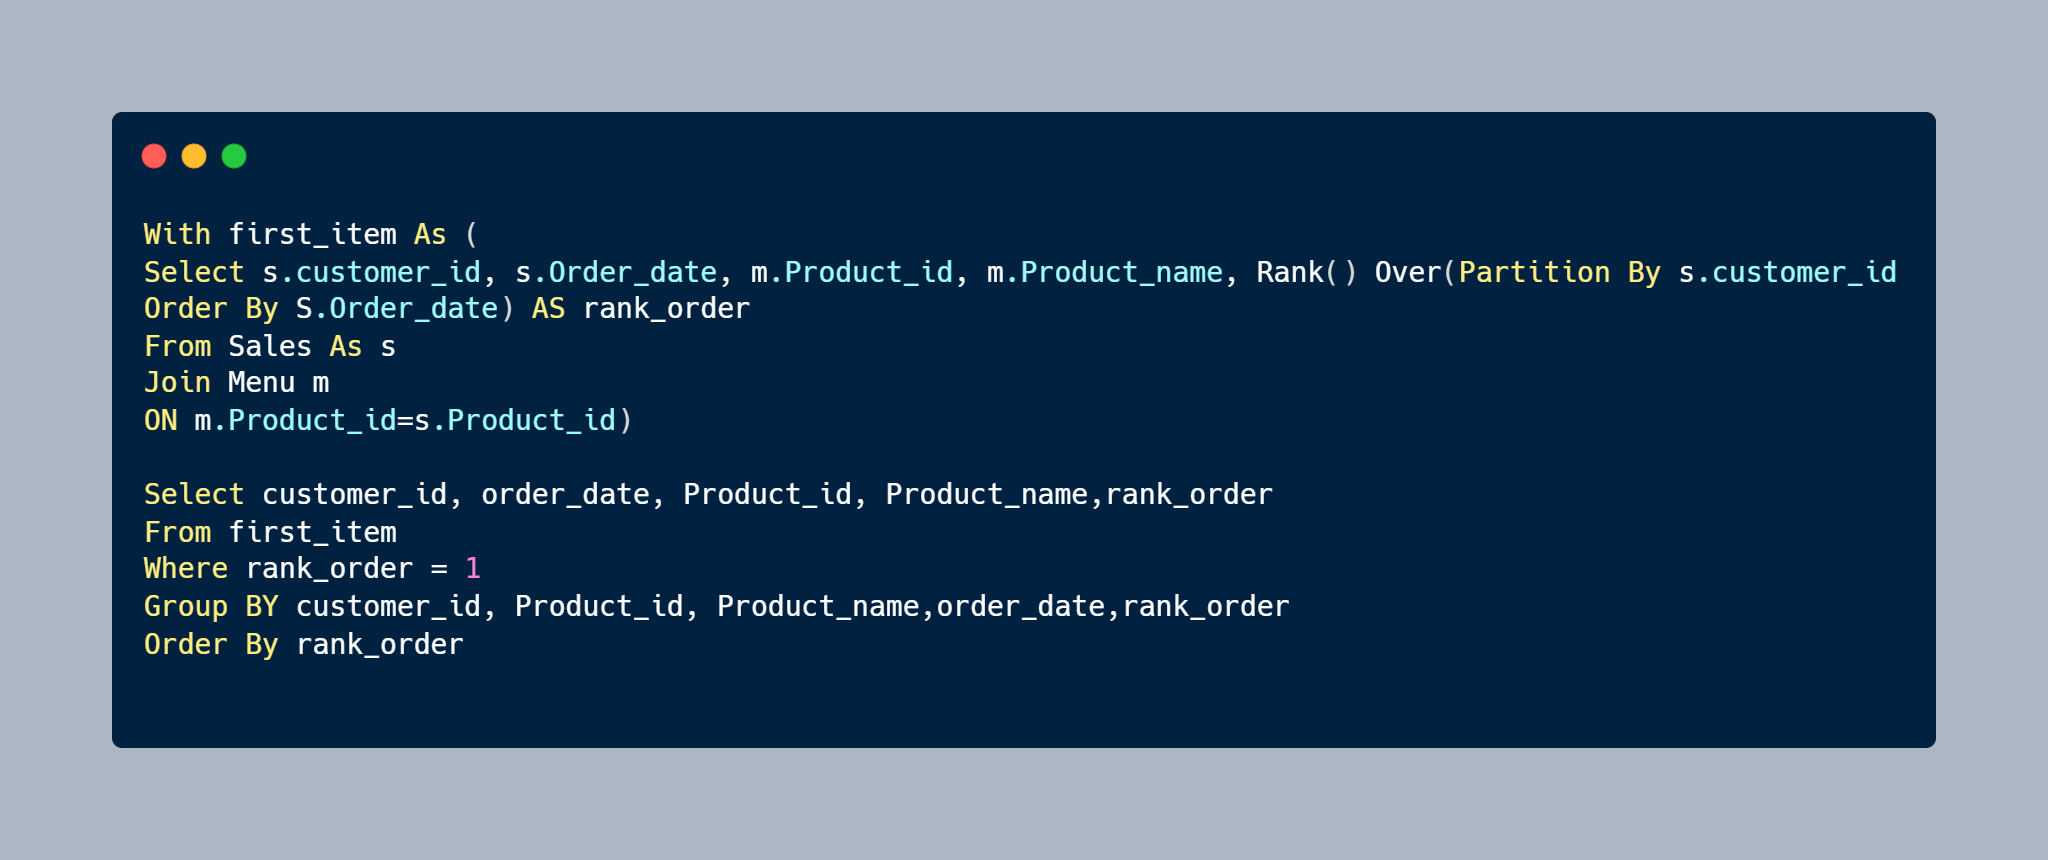 With first_item As (
Select s.customer_id, s.Order_date, m.Product_id, m.Product_name, Rank() Over(Partition By s.customer_id
Order By S.Order_date) AS rank_order
From Sales As s
Join Menu m
ON m.Product_id=s.Product_id)
Select customer_id, order_date, Product_id, Product_name,rank_order
From first_item
Where rank_order = 1
Group BY customer_id, Product_id, Product_name,order_date,rank_order
Order By rank_order